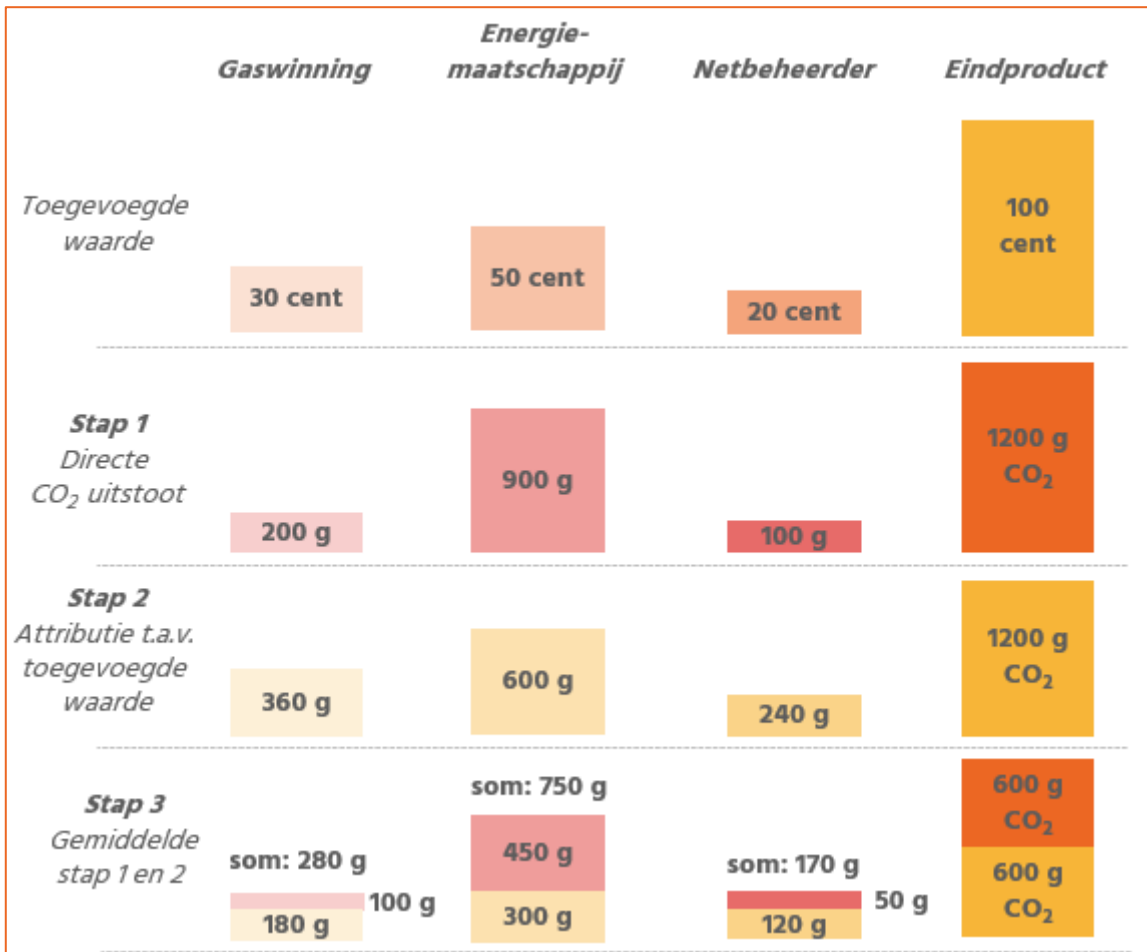 Gaswinning
Energie-
maatschappij
Netbeheerder
Eindproduct
Toegevoegde
waarde
30 cent
50 cent
20 cent
100
cent
Stap 1
Directe
CO₂ uitstoot
200 g
900 g
100 g
1200 g
CO₂
Stap 2
Attributie t.a.v.
toegevoegde
waarde
360 g
600 g
240 g
1200 g
CO₂
Stap 3
Gemiddelde
stap 1 en 2
som: 280 g
100 g
180 g
som: 750 g
450 g
300 g
som: 170 g
50 g
120 g
600 g
CO₂
600 g
CO₂